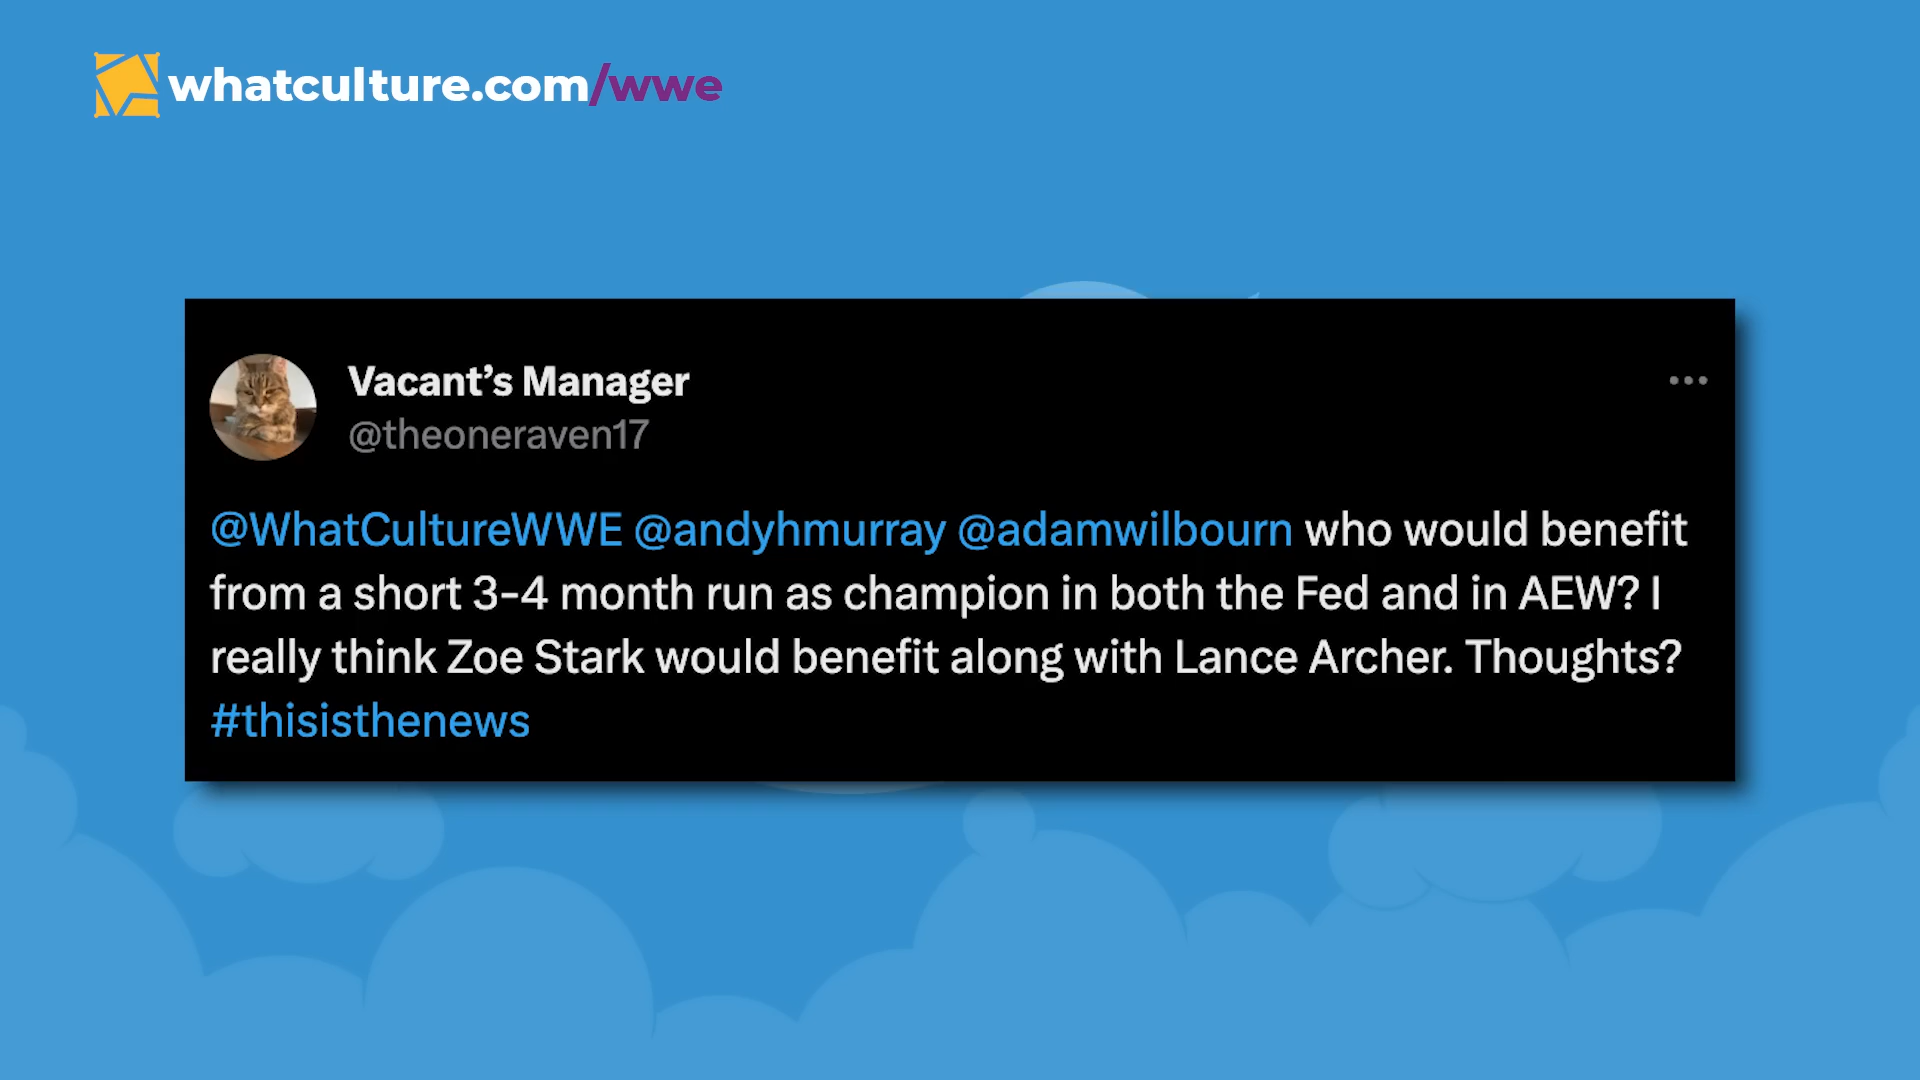 whatculture.com/wwe
Vacant’s Manager
@theoneraven17
@WhatCultureWWE @andyhmurray @adamwilbourn who would benefit
from a short 3-4 month run as champion in both the Fed and in AEW? I
really think Zoe Stark would benefit along with Lance Archer. Thoughts?
#thisisthenews